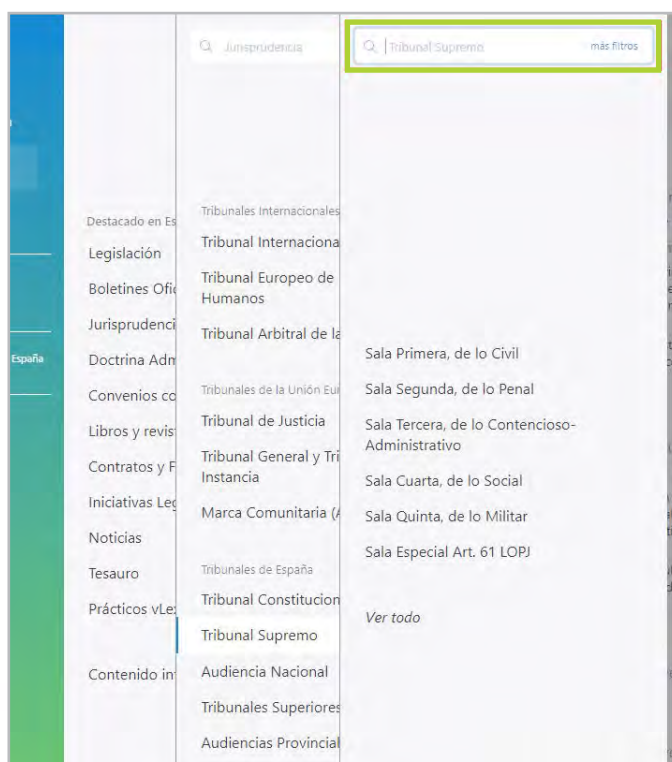 España
Destacado en Es
Legislación
Boletines Ofic
Jurisprudenci
Doctrina Adm
Convenios co
Libros y revis
Contratos y F
Iniciativas Leg
Noticias
Tesauro
Prácticos vLe
Contenido in
Jurisprudencia
Tribunales Internacionales
Tribunal Internaciona
Tribunal Europeo de
Humanos
Tribunal Arbitral de la
Tribunales de la Unión Eur
Tribunal de Justicia
Tribunal General y Tri
Instancia
Marca Comunitaria (
Tribunales de España
Tribunal Constitucion
Tribunal Supremo
Audiencia Nacional
Tribunales Superiores
Audiencias Provincial
Tribunal Supremo más filtros
Sala Primera, de lo Civil
Sala Segunda, de lo Penal
Sala Tercera, de lo Contencioso-
Administrativo
Sala Cuarta, de lo Social
Sala Quinta, de lo Militar
Sala Especial Art. 61 LOPJ
Ver todo